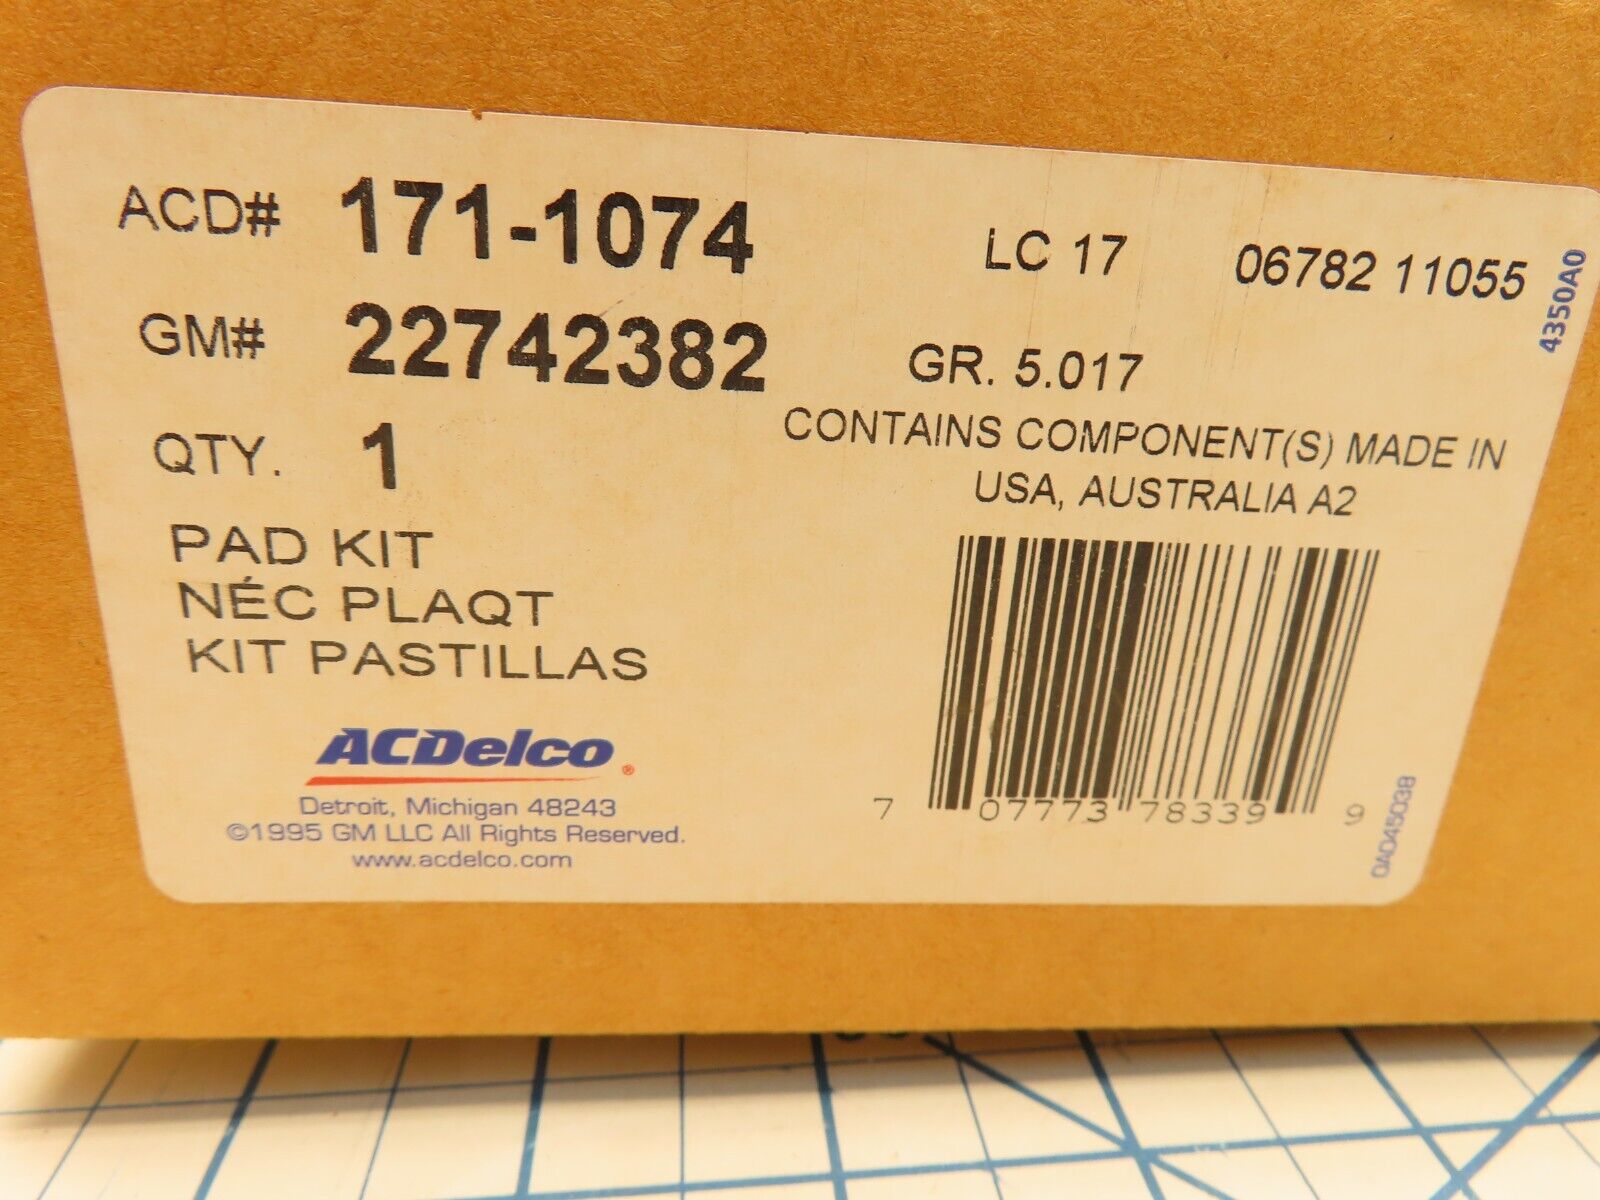 ACD# 171-1074
LC 17
06782 11055
4350A0
GM# 22742382
GR. 5.017
QTY. 1
CONTAINS COMPONENT(S) MADE IN
USA, AUSTRALIA A2
PAD KIT
NÉC PLAQT
KIT PASTILLAS
ACDelco®
Detroit, Michigan 48243
©1995 GM LLC All Rights Reserved.
www.acdelco.com
7 07773 78339 9
0A045038